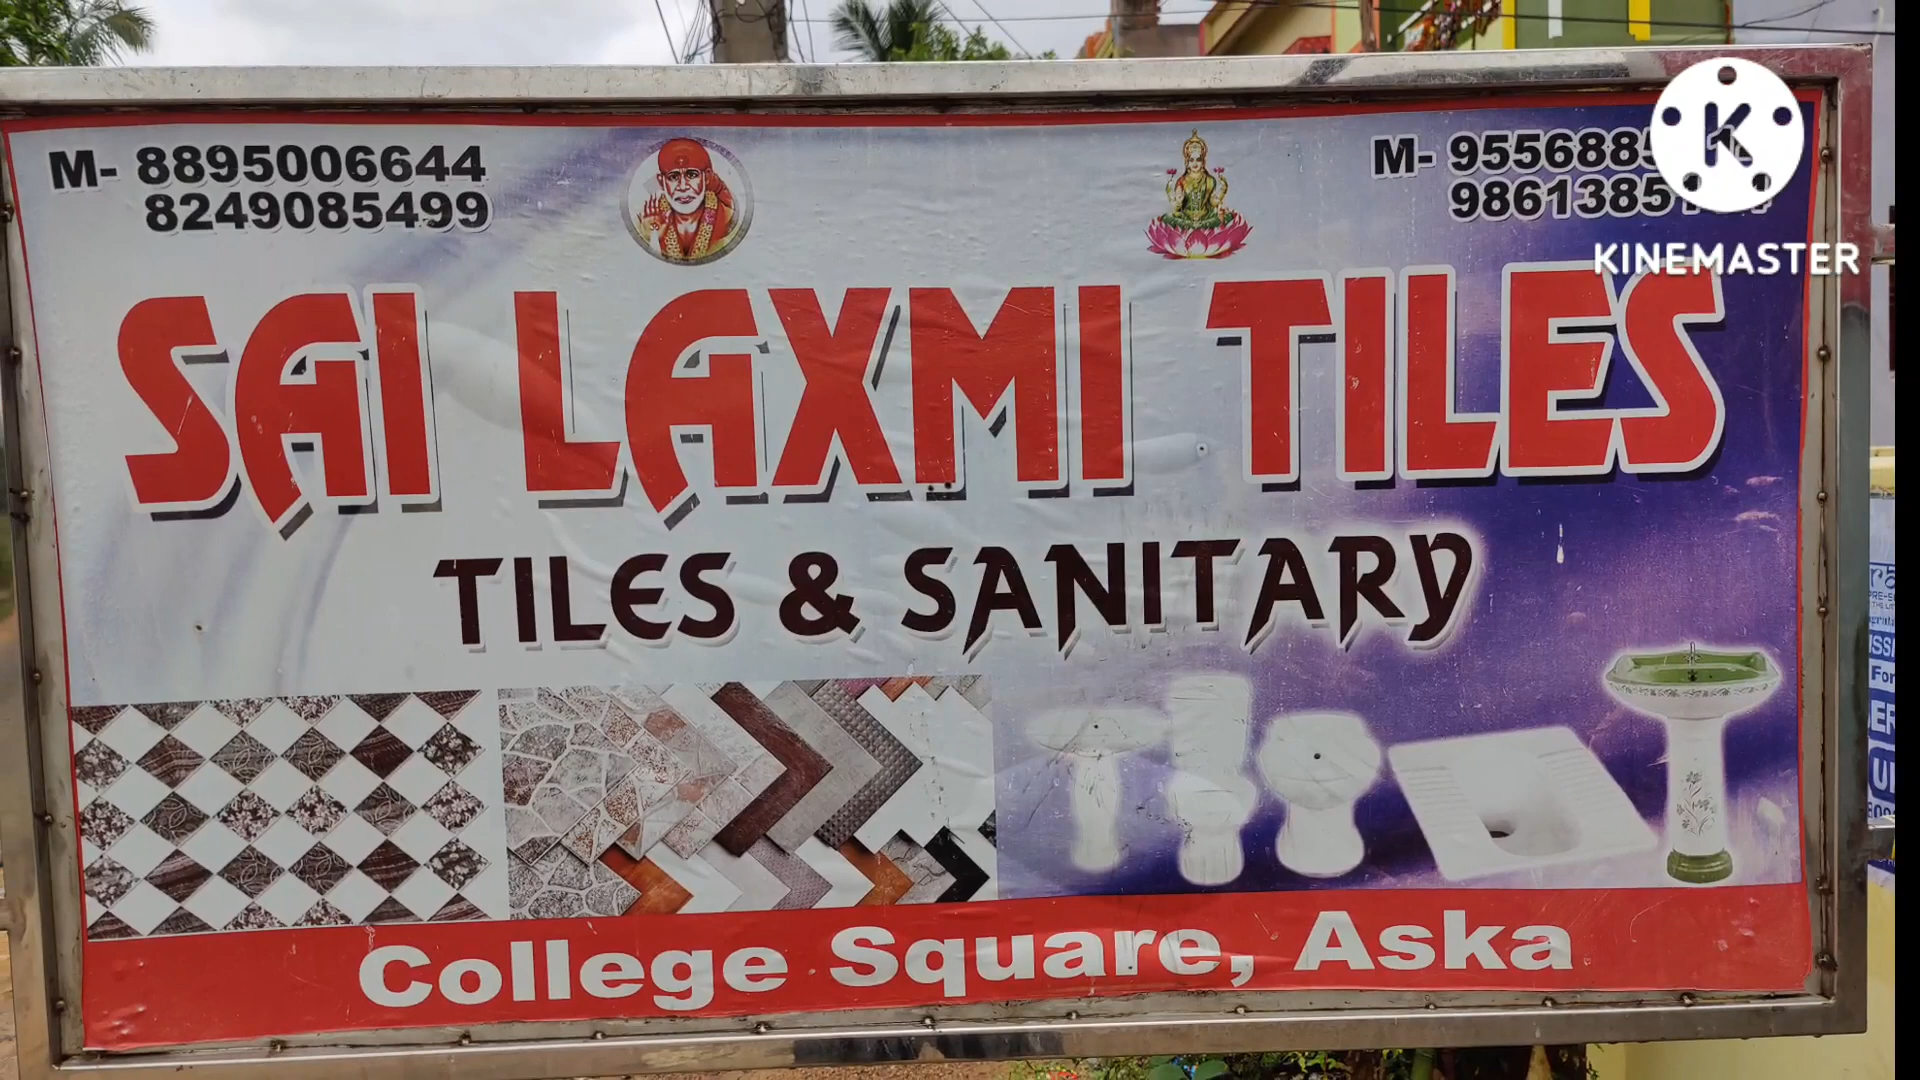 M- 8895006644
8249085499
KINEMASTER
SAI LAXMI TILES
TILES & SANITARY
College Square, Aska